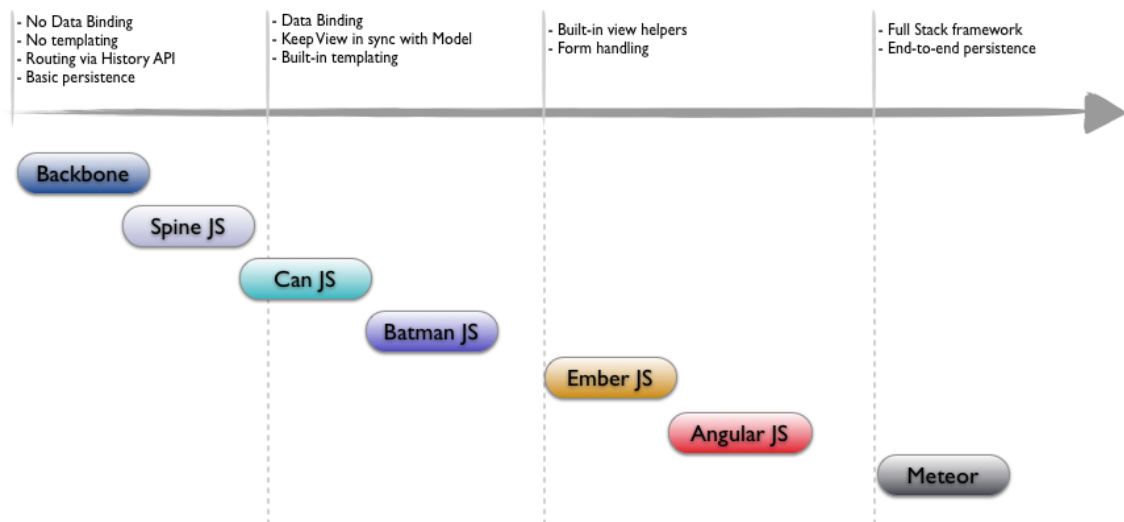 - No Data Binding
- No templating
- Routing via History API
- Basic persistence
- Data Binding
- Keep View in sync with Model
- Built-in templating
- Built-in view helpers
- Form handling
- Full Stack framework
- End-to-end persistence
Backbone
Spine JS
Can JS
Batman JS
Ember JS
Angular JS
Meteor